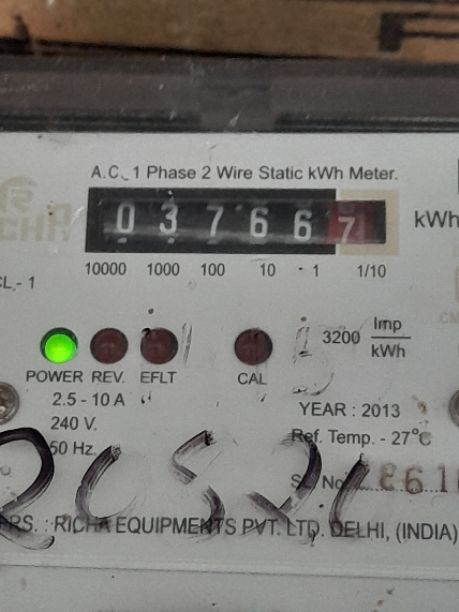 A.C. 1 Phase 2 Wire Static kWh Meter.
0 3 7 6 6 7 kWh
10000 1000 100 10 1 1/10
CL.- 1
3200 Imp/kWh
POWER REV. EFLT CAL
2.5 - 10 A
240 V.
50 Hz.
YEAR : 2013
Ref. Temp. - 27°C
No
RICHA EQUIPMENTS PVT. LTD. DELHI, (INDIA)